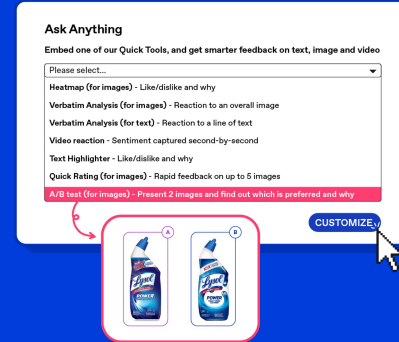 Ask Anything
Embed one of our Quick Tools, and get smarter feedback on text, image and video
Please select...
Heatmap (for images) - Like/dislike and why
Verbatim Analysis (for images) - Reaction to an overall image
Verbatim Analysis (for text) - Reaction to a line of text
Video reaction - Sentiment captured second-by-second
Text Highlighter - Like/dislike and why
Quick Rating (for images) - Rapid feedback on up to 5 images
A/B test (for images) - Present 2 images and find out which is preferred and why
CUSTOMIZE
A
B
Lysol
POWER
Lysol
POWER